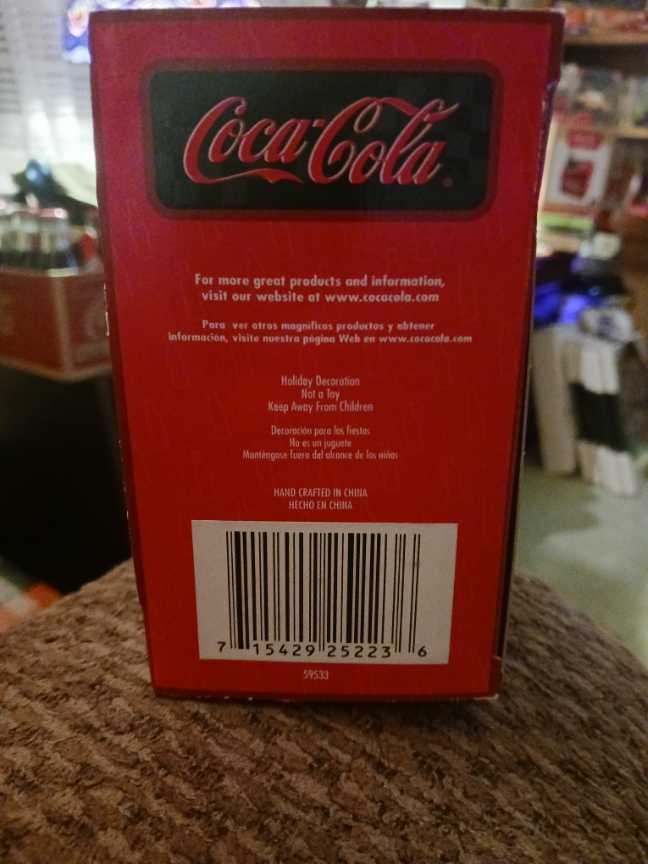 Coca-Cola
For more great products and information,
visit our website at www.cocacola.com
Para ver otros magníficos productos y obtener
información, visite nuestra página Web en www.cocacola.com
Holiday Decoration
Not a Toy
Keep Away From Children
Decoración para las fiestas
No es un juguete
Manténgase fuera del alcance de los niños
HAND CRAFTED IN CHINA
HECHO EN CHINA
7 15429 25223 6
59533